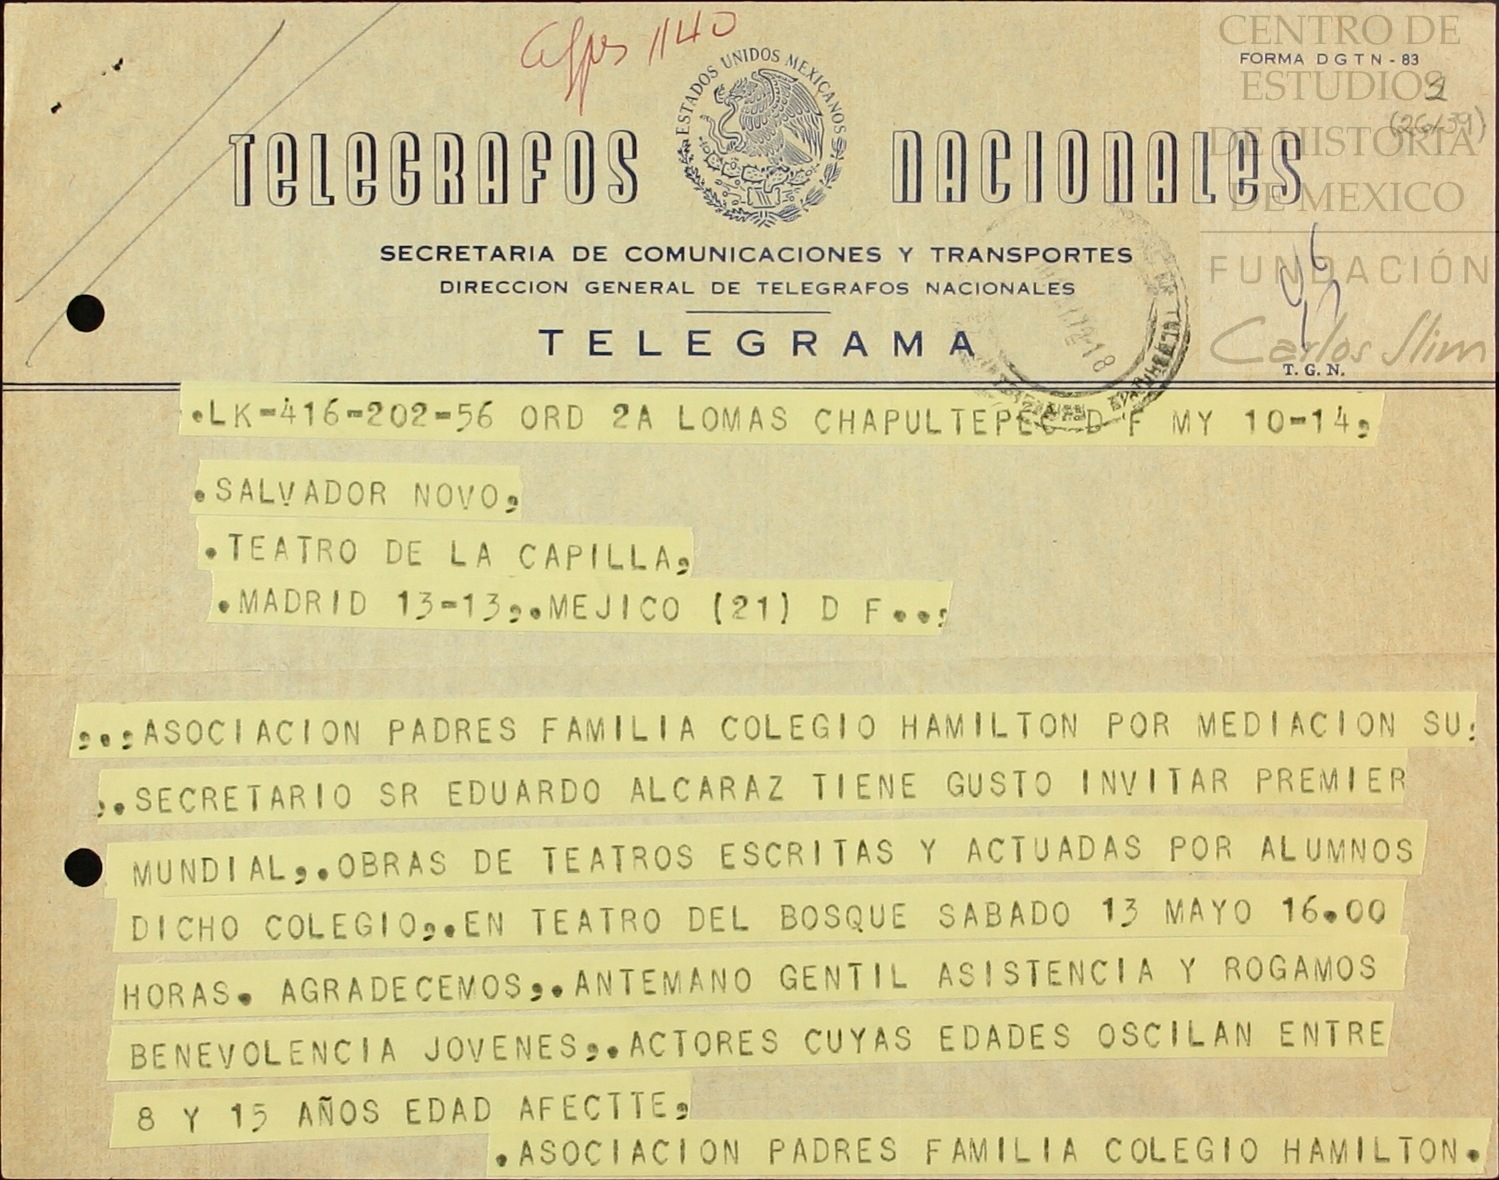 CENTRO DE
ESTUDIOS
DE HISTORIA
DE MEXICO
FUNDACIÓN
Carlos Slim
1140
FORMA D G T N - 83
2
(26/39)
ESTADOS UNIDOS MEXICANOS
TELEGRAFOS NACIONALES
SECRETARIA DE COMUNICACIONES Y TRANSPORTES
DIRECCION GENERAL DE TELEGRAFOS NACIONALES
TELEGRAMA
T. G. N.
.LK-416-202-56 ORD 2A LOMAS CHAPULTEPEC D F MY 10-14,
.SALVADOR NOVO,
.TEATRO DE LA CAPILLA,
.MADRID 13-13,.MEJICO (21) D F..,
,.,ASOCIACION PADRES FAMILIA COLEGIO HAMILTON POR MEDIACION SU,
,.SECRETARIO SR EDUARDO ALCARAZ TIENE GUSTO INVITAR PREMIER
MUNDIAL,.OBRAS DE TEATROS ESCRITAS Y ACTUADAS POR ALUMNOS
DICHO COLEGIO,.EN TEATRO DEL BOSQUE SABADO 13 MAYO 16.00
HORAS. AGRADECEMOS,.ANTEMANO GENTIL ASISTENCIA Y ROGAMOS
BENEVOLENCIA JOVENES,.ACTORES CUYAS EDADES OSCILAN ENTRE
8 Y 15 AÑOS EDAD AFECTTE,
.ASOCIACION PADRES FAMILIA COLEGIO HAMILTON.